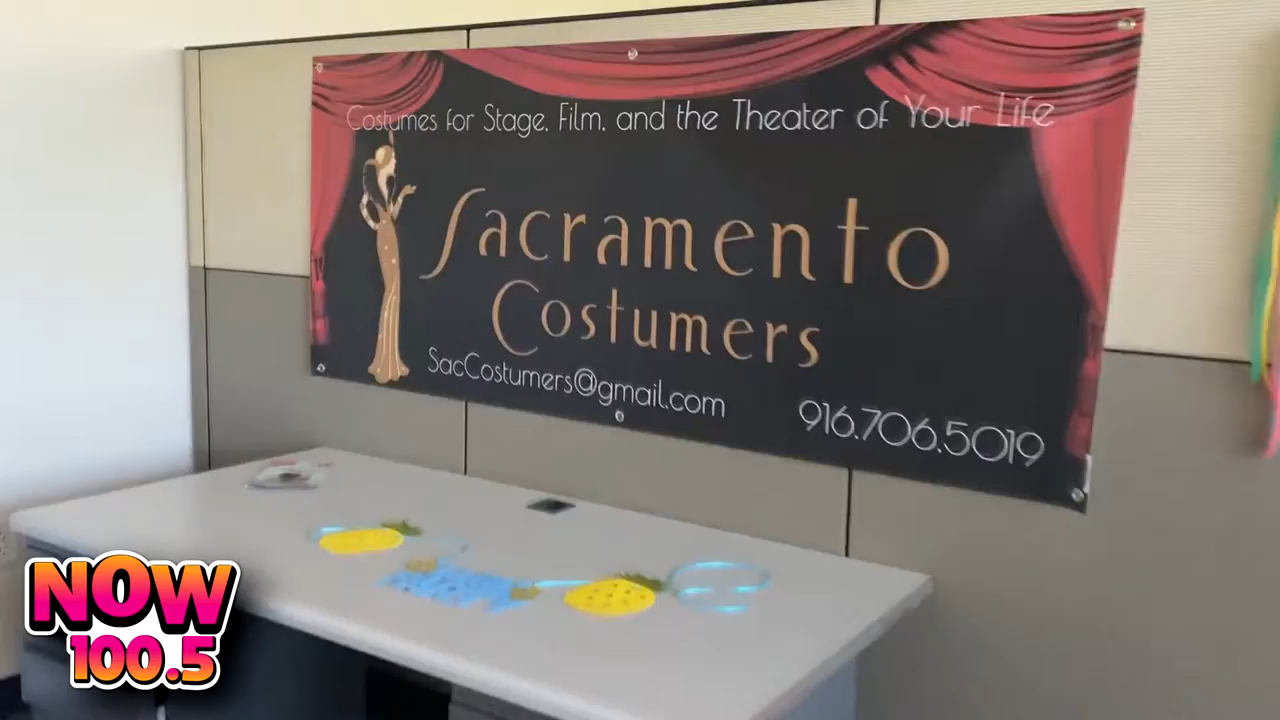 Costumes for Stage, Film, and the Theater of Your Life
Sacramento
Costumers
SacCostumers@gmail.com
916.706.5019
NOW
100.5